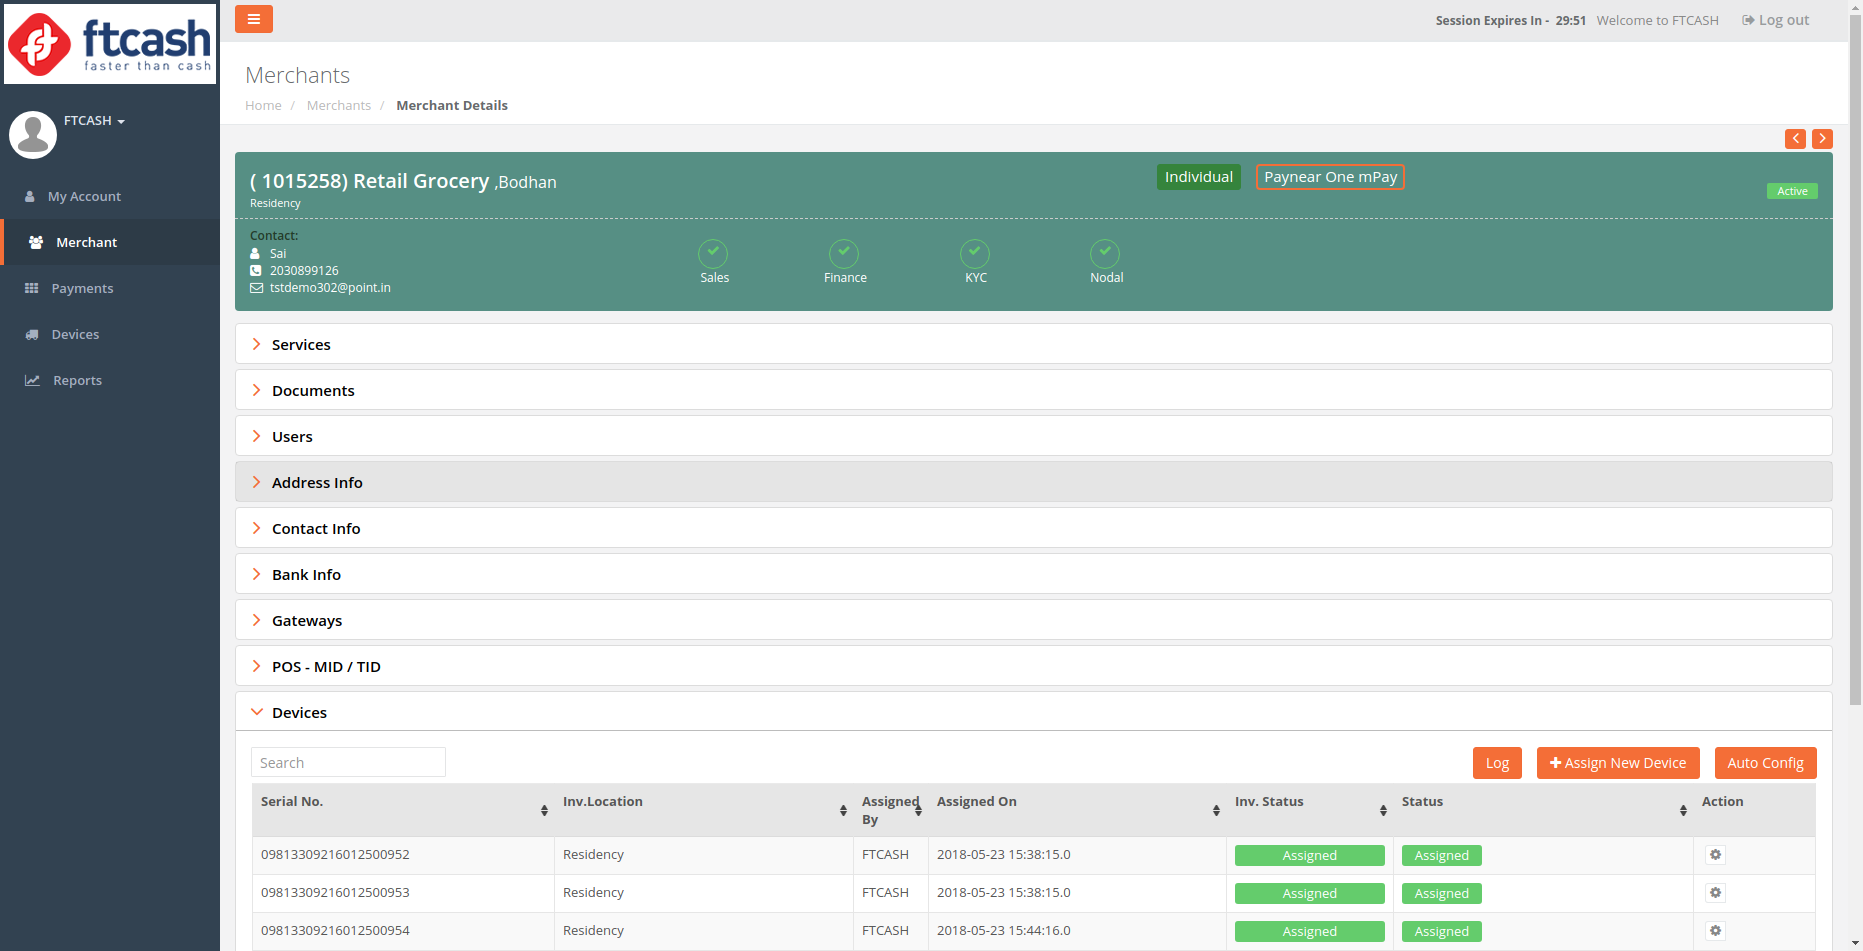 ftcash
faster than cash
Session Expires In - 29:51 Welcome to FTCASH Log out
FTCASH
My Account
Merchant
Payments
Devices
Reports
Merchants
Home / Merchants / Merchant Details
( 1015258) Retail Grocery ,Bodhan
Individual Paynear One mPay
Active
Residency
Contact:
Sai
2030899126
tstdemo302@point.in
Sales Finance KYC Nodal
Services
Documents
Users
Address Info
Contact Info
Bank Info
Gateways
POS - MID / TID
Devices
Search Log Assign New Device Auto Config
Serial No. Inv.Location Assigned By Assigned On Inv. Status Status Action
09813309216012500952 Residency FTCASH 2018-05-23 15:38:15.0 Assigned Assigned
09813309216012500953 Residency FTCASH 2018-05-23 15:38:15.0 Assigned Assigned
09813309216012500954 Residency FTCASH 2018-05-23 15:44:16.0 Assigned Assigned